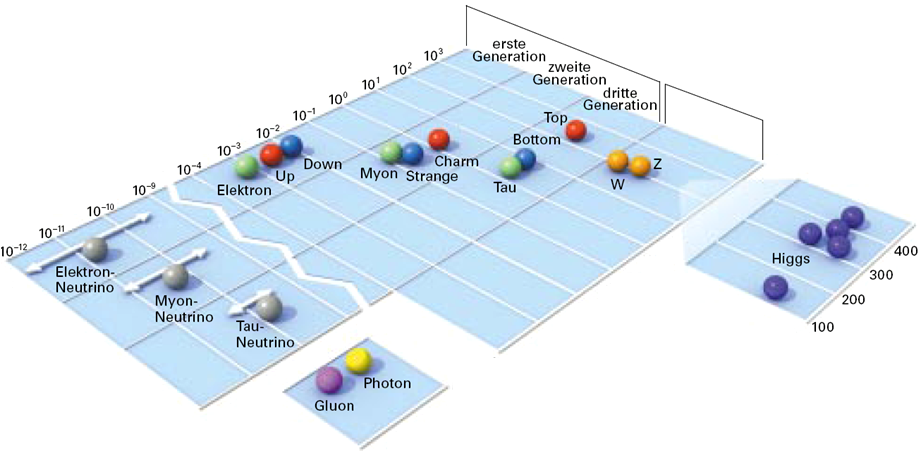 erste
Generation
zweite
Generation
dritte
Generation
10³
10²
10¹
10⁰
10⁻¹
10⁻²
10⁻³
10⁻⁴
10⁻⁹
10⁻¹⁰
10⁻¹¹
10⁻¹²
Top
Bottom
Charm
Down
Up
Elektron
Myon
Strange
Tau
W
Z
Elektron-
Neutrino
Myon-
Neutrino
Tau-
Neutrino
Higgs
400
300
200
100
Photon
Gluon